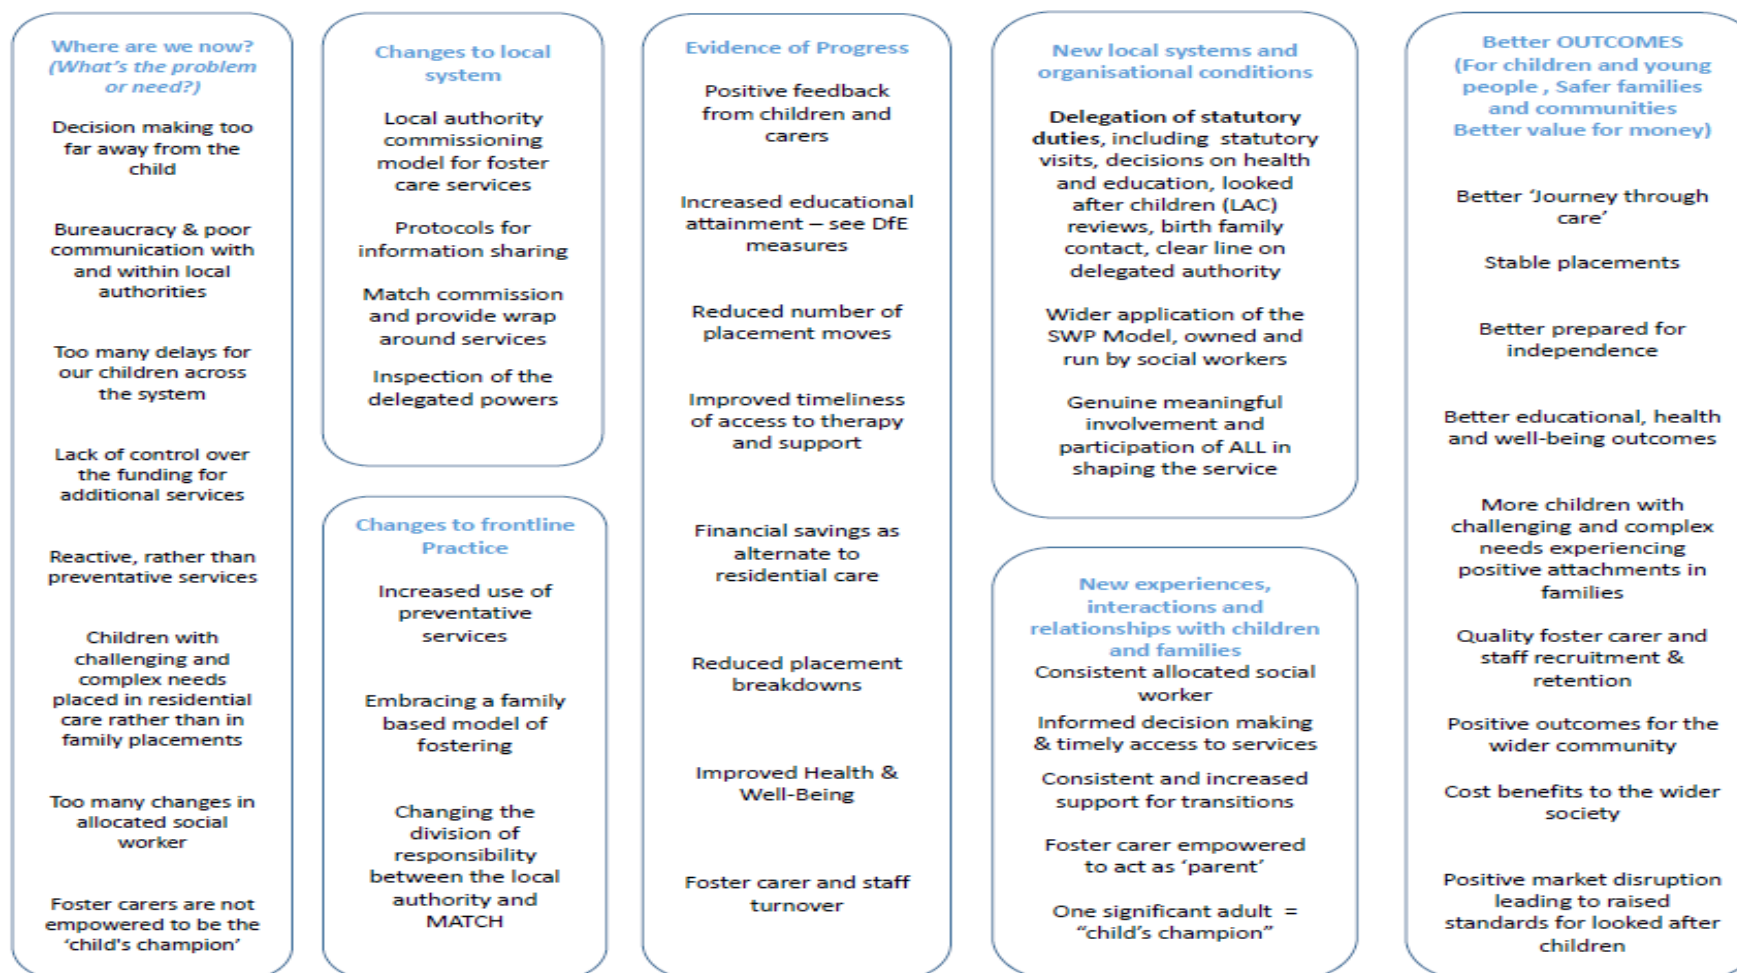 Where are we now?
(What's the problem
or need?)
Decision making too
far away from the
child
Bureaucracy & poor
communication with
and within local
authorities
Too many delays for
our children across
the system
Lack of control over
the funding for
additional services
Reactive, rather than
preventative services
Children with
challenging and
complex needs
placed in residential
care rather than in
family placements
Too many changes in
allocated social
worker
Foster carers are not
empowered to be the
‘child's champion’
Changes to local
system
Local authority
commissioning
model for foster
care services
Protocols for
information sharing
Match commission
and provide wrap
around services
Inspection of the
delegated powers
Changes to frontline
Practice
Increased use of
preventative
services
Embracing a family
based model of
fostering
Changing the
division of
responsibility
between the local
authority and
MATCH
Evidence of Progress
Positive feedback
from children and
carers
Increased educational
attainment – see DfE
measures
Reduced number of
placement moves
Improved timeliness
of access to therapy
and support
Financial savings as
alternate to
residential care
Reduced placement
breakdowns
Improved Health &
Well-Being
Foster carer and staff
turnover
New local systems and
organisational conditions
Delegation of statutory
duties, including statutory
visits, decisions on health
and education, looked
after children (LAC)
reviews, birth family
contact, clear line on
delegated authority
Wider application of the
SWP Model, owned and
run by social workers
Genuine meaningful
involvement and
participation of ALL in
shaping the service
New experiences,
interactions and
relationships with children
and families
Consistent allocated social
worker
Informed decision making
& timely access to services
Consistent and increased
support for transitions
Foster carer empowered
to act as ‘parent’
One significant adult =
“child’s champion”
Better OUTCOMES
(For children and young
people , Safer families
and communities
Better value for money)
Better ‘Journey through
care’
Stable placements
Better prepared for
independence
Better educational, health
and well-being outcomes
More children with
challenging and complex
needs experiencing
positive attachments in
families
Quality foster carer and
staff recruitment &
retention
Positive outcomes for the
wider community
Cost benefits to the wider
society
Positive market disruption
leading to raised
standards for looked after
children